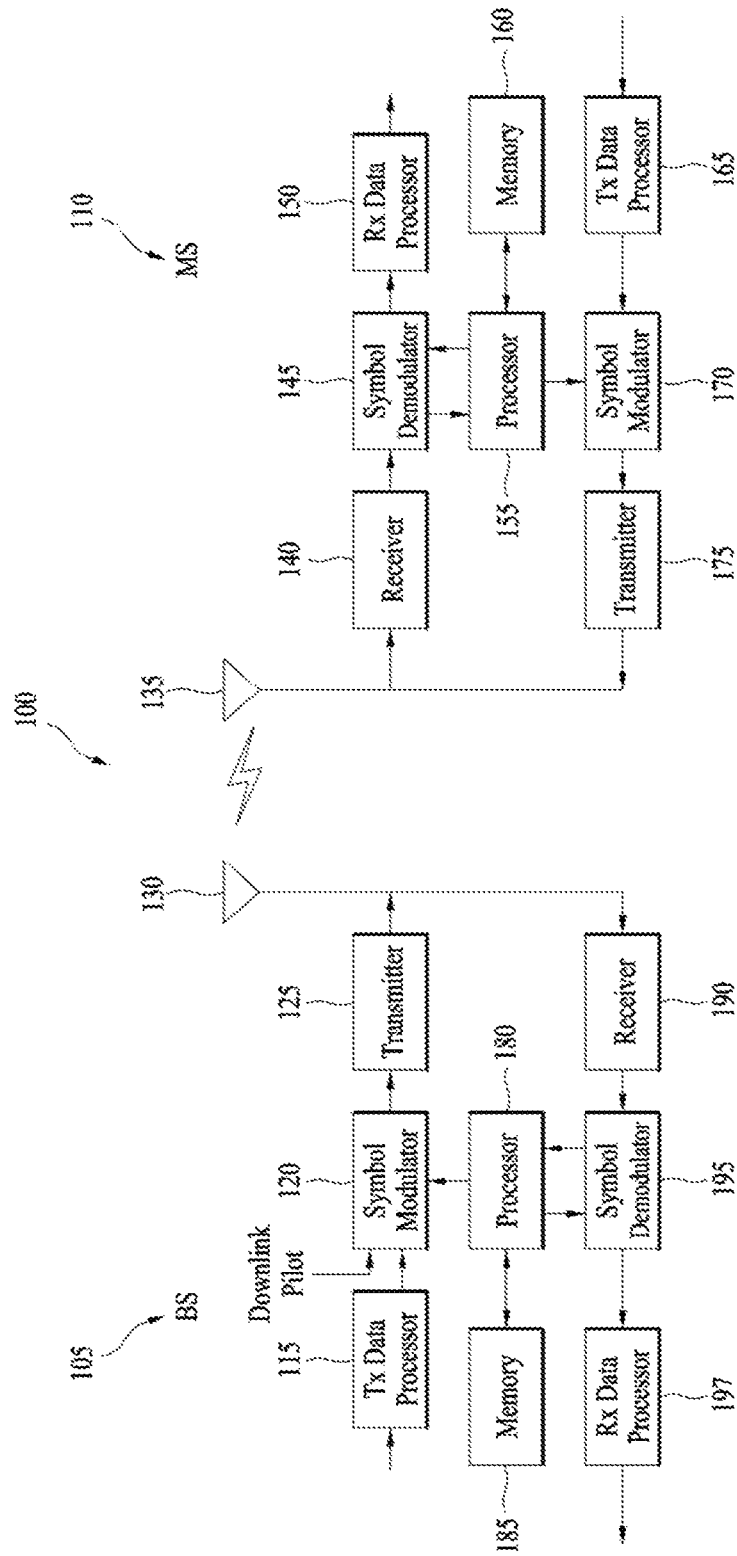 100
105
BS
110
MS
130
135
Downlink
Pilot
115
Tx Data
Processor
120
Symbol
Modulator
125
Transmitter
140
Receiver
145
Symbol
Demodulator
150
Rx Data
Processor
Memory
185
Processor
180
Processor
155
Memory
160
Rx Data
Processor
197
Symbol
Demodulator
195
Receiver
190
Transmitter
175
Symbol
Modulator
170
Tx Data
Processor
165